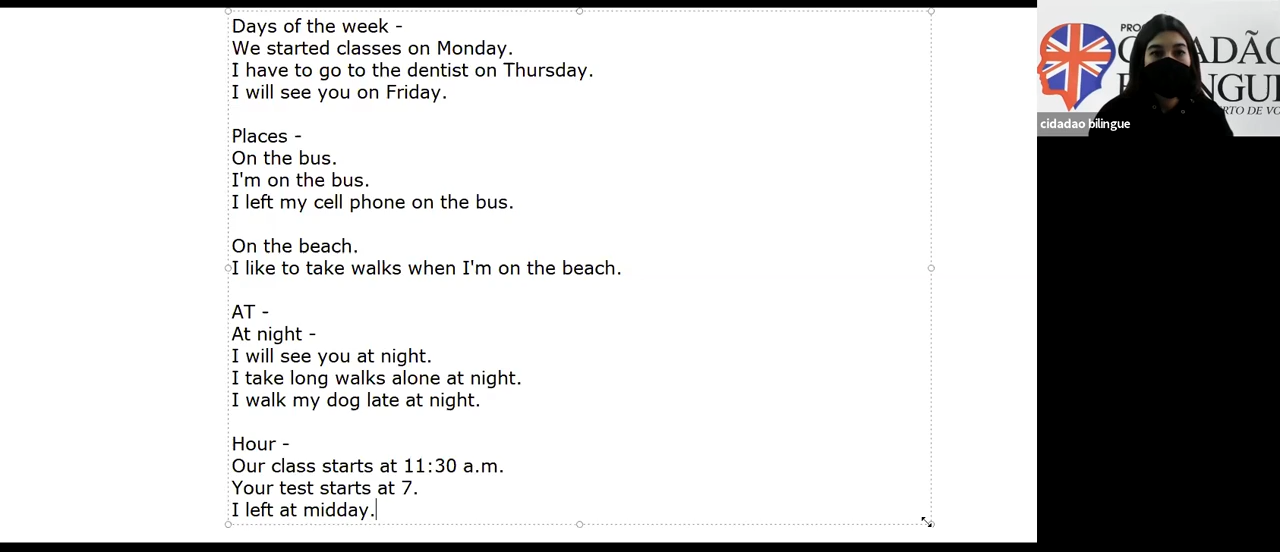 Days of the week -
We started classes on Monday.
I have to go to the dentist on Thursday.
I will see you on Friday.
Places -
On the bus.
I'm on the bus.
I left my cell phone on the bus.
On the beach.
I like to take walks when I'm on the beach.
AT -
At night -
I will see you at night.
I take long walks alone at night.
I walk my dog late at night.
Hour -
Our class starts at 11:30 a.m.
Your test starts at 7.
I left at midday.
cidadao bilingue